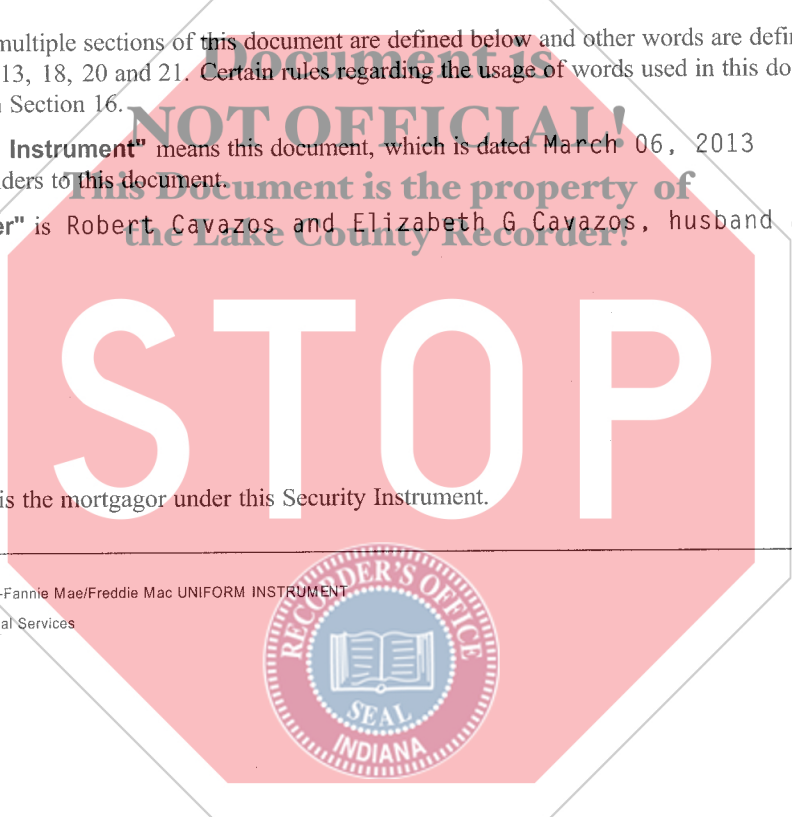 multiple sections of this document are defined below and other words are defin
13, 18, 20 and 21. Certain rules regarding the usage of words used in this do
Section 16.
Document is
NOT OFFICIAL!
This Document is the property of
the Lake County Recorder!
Instrument" means this document, which is dated March 06, 2013
ders to this document.
er" is Robert Cavazos and Elizabeth G Cavazos, husband
STOP
is the mortgagor under this Security Instrument.
-Fannie Mae/Freddie Mac UNIFORM INSTRUMENT
al Services
RECORDER'S OFFICE
SEAL
INDIANA